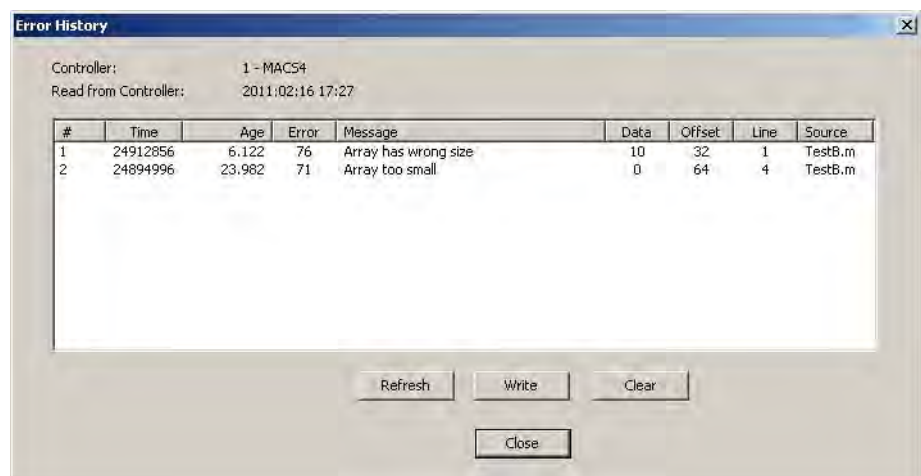 Error History
Controller: 1 - MACS4
Read from Controller: 2011:02:16 17:27
# Time Age Error Message Data Offset Line Source
1 24912856 6.122 76 Array has wrong size 10 32 1 TestB.m
2 24894996 23.982 71 Array too small 0 64 4 TestB.m
Refresh Write Clear
Close